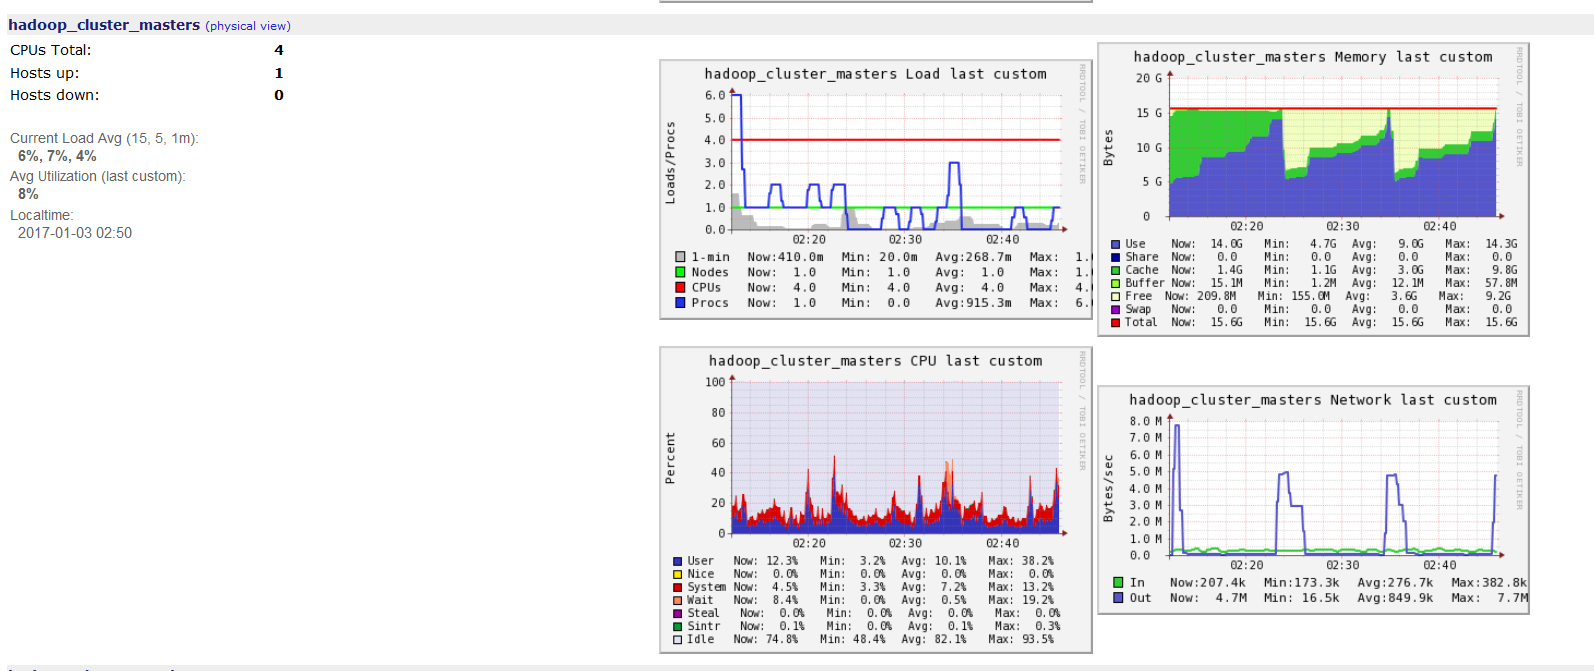 hadoop_cluster_masters (physical view)
CPUs Total: 4
Hosts up: 1
Hosts down: 0
Current Load Avg (15, 5, 1m):
6%, 7%, 4%
Avg Utilization (last custom):
8%
Localtime:
2017-01-03 02:50
hadoop_cluster_masters Load last custom
RRDTOOL / TOBI OETIKER
Loads/Procs
6.0
5.0
4.0
3.0
2.0
1.0
0.0
02:20 02:30 02:40
1-min Now:410.0m Min: 20.0m Avg:268.7m Max: 1.
Nodes Now: 1.0 Min: 1.0 Avg: 1.0 Max: 1.
CPUs Now: 4.0 Min: 4.0 Avg: 4.0 Max: 4.
Procs Now: 1.0 Min: 0.0 Avg:915.3m Max: 6.
hadoop_cluster_masters Memory last custom
RRDTOOL / TOBI OETIKER
Bytes
20 G
15 G
10 G
5 G
0
02:20 02:30 02:40
Use Now: 14.0G Min: 4.7G Avg: 9.0G Max: 14.3G
Share Now: 0.0 Min: 0.0 Avg: 0.0 Max: 0.0
Cache Now: 1.4G Min: 1.1G Avg: 3.0G Max: 9.8G
Buffer Now: 15.1M Min: 1.2M Avg: 12.1M Max: 57.8M
Free Now: 209.8M Min: 155.0M Avg: 3.6G Max: 9.2G
Swap Now: 0.0 Min: 0.0 Avg: 0.0 Max: 0.0
Total Now: 15.6G Min: 15.6G Avg: 15.6G Max: 15.6G
hadoop_cluster_masters CPU last custom
RRDTOOL / TOBI OETIKER
Percent
100
80
60
40
20
0
02:20 02:30 02:40
User Now: 12.3% Min: 3.2% Avg: 10.1% Max: 38.2%
Nice Now: 0.0% Min: 0.0% Avg: 0.0% Max: 0.0%
System Now: 4.5% Min: 3.3% Avg: 7.2% Max: 13.2%
Wait Now: 8.4% Min: 0.0% Avg: 0.5% Max: 19.2%
Steal Now: 0.0% Min: 0.0% Avg: 0.0% Max: 0.0%
Sintr Now: 0.1% Min: 0.0% Avg: 0.1% Max: 0.3%
Idle Now: 74.8% Min: 48.4% Avg: 82.1% Max: 93.5%
hadoop_cluster_masters Network last custom
RRDTOOL / TOBI OETIKER
Bytes/sec
8.0 M
7.0 M
6.0 M
5.0 M
4.0 M
3.0 M
2.0 M
1.0 M
0.0
02:20 02:30 02:40
In Now:207.4k Min:173.3k Avg:276.7k Max:382.8k
Out Now: 4.7M Min: 16.5k Avg:849.9k Max: 7.7M